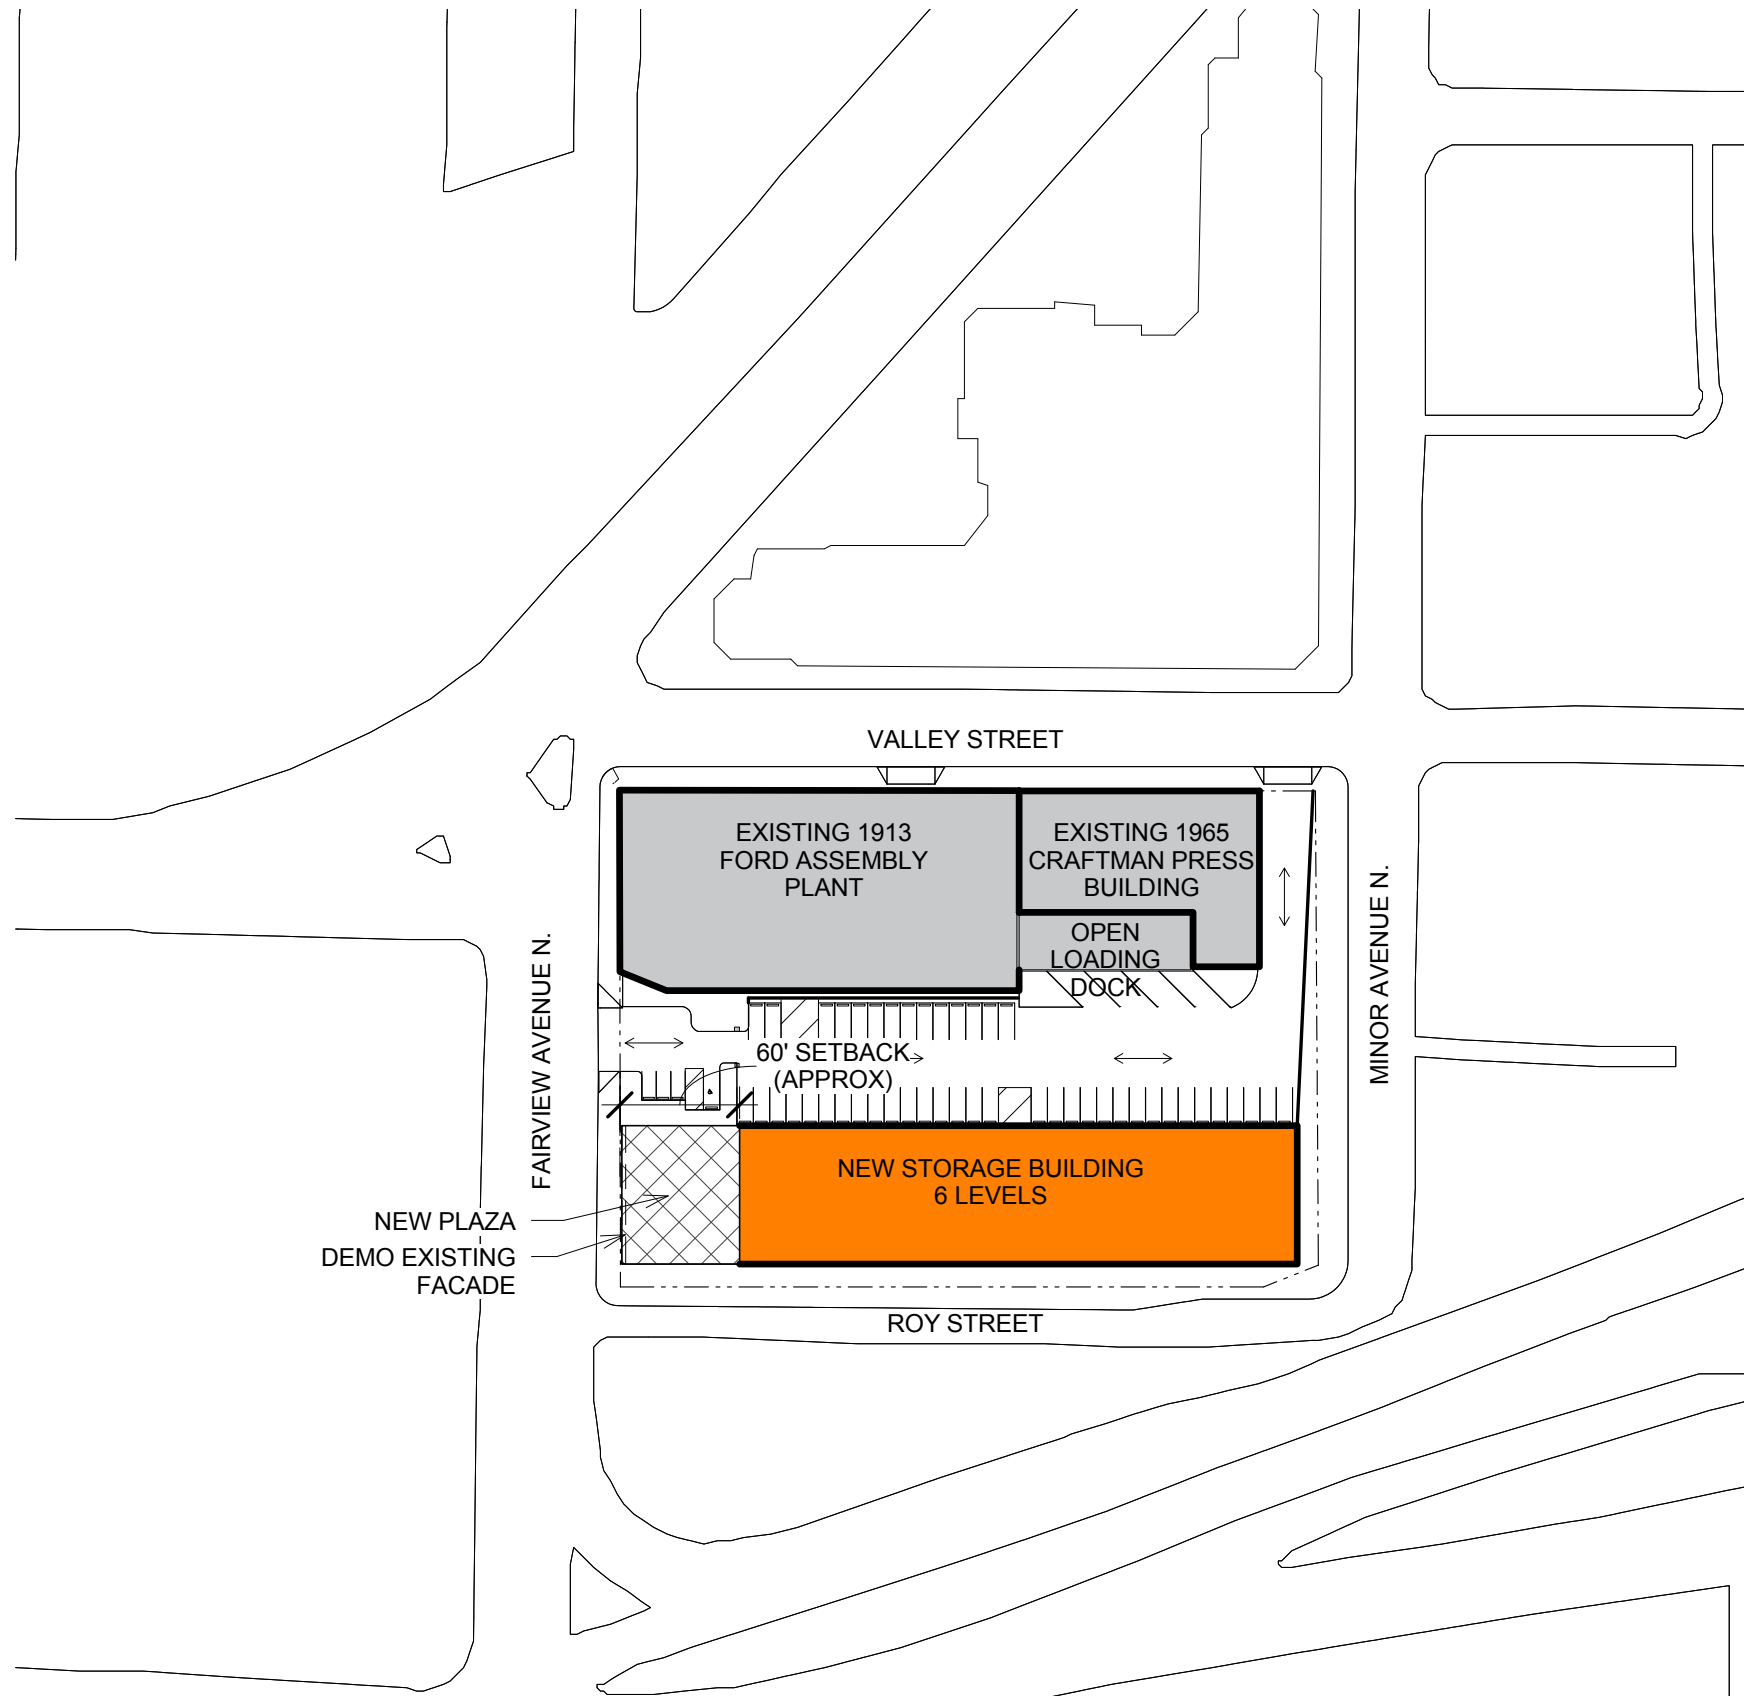 VALLEY STREET
EXISTING 1913
FORD ASSEMBLY
PLANT
EXISTING 1965
CRAFTMAN PRESS
BUILDING
OPEN
LOADING
DOCK
FAIRVIEW AVENUE N.
MINOR AVENUE N.
60' SETBACK
(APPROX)
NEW STORAGE BUILDING
6 LEVELS
NEW PLAZA
DEMO EXISTING
FACADE
ROY STREET